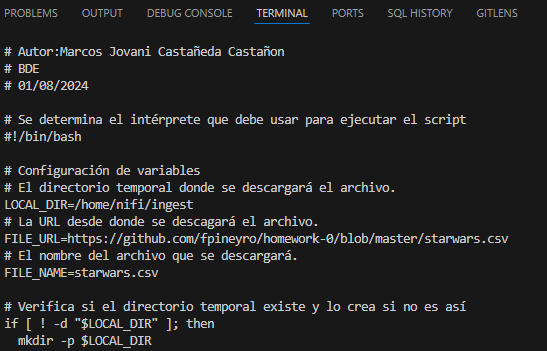 PROBLEMS OUTPUT DEBUG CONSOLE TERMINAL PORTS SQL HISTORY GITLENS
# Autor:Marcos Jovani Castañeda Castañon
# BDE
# 01/08/2024
# Se determina el intérprete que debe usar para ejecutar el script
#!/bin/bash
# Configuración de variables
# El directorio temporal donde se descargará el archivo.
LOCAL_DIR=/home/nifi/ingest
# La URL desde donde se descagará el archivo.
FILE_URL=https://github.com/fpineyro/homework-0/blob/master/starwars.csv
# El nombre del archivo que se descargará.
FILE_NAME=starwars.csv
# Verifica si el directorio temporal existe y lo crea si no es así
if [ ! -d "$LOCAL_DIR" ]; then
  mkdir -p $LOCAL_DIR